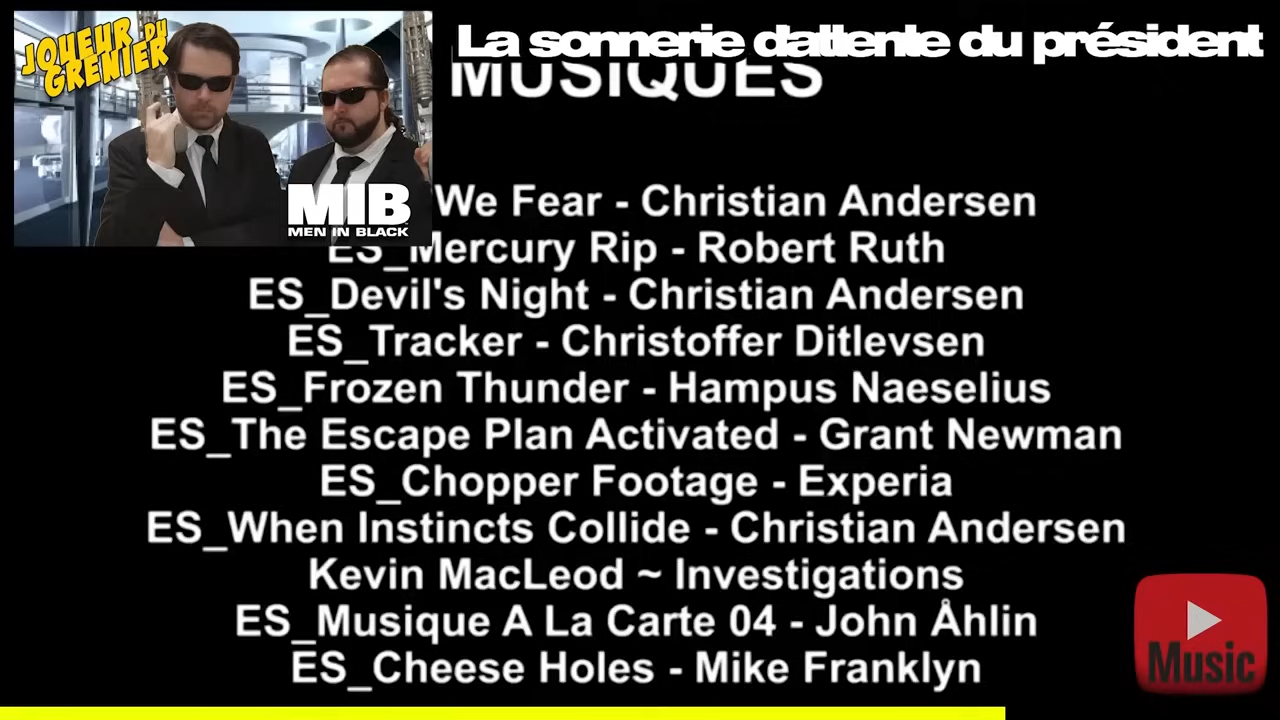 JOUEUR DU
GRENIER
MIB
MEN IN BLACK
La sonnerie d'attente du président
MUSIQUES
We Fear - Christian Andersen
ES_Mercury Rip - Robert Ruth
ES_Devil's Night - Christian Andersen
ES_Tracker - Christoffer Ditlevsen
ES_Frozen Thunder - Hampus Naeselius
ES_The Escape Plan Activated - Grant Newman
ES_Chopper Footage - Experia
ES_When Instincts Collide - Christian Andersen
Kevin MacLeod ~ Investigations
ES_Musique A La Carte 04 - John Åhlin
ES_Cheese Holes - Mike Franklyn
Music